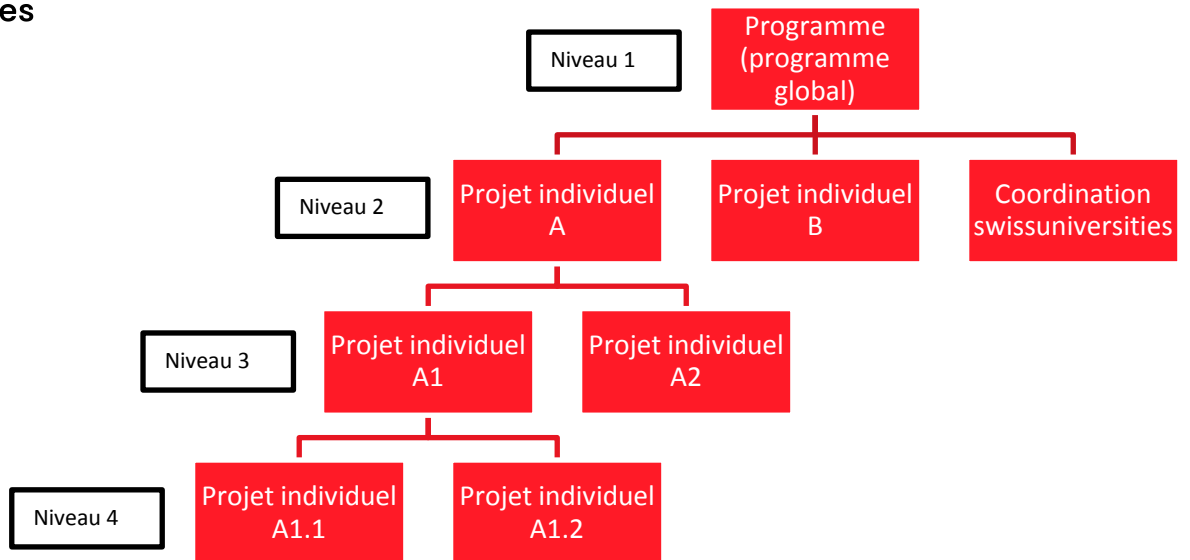 es
Programme
(programme
global)
Niveau 1
Projet individuel
A
Projet individuel
B
Coordination
swissuniversities
Niveau 2
Projet individuel
A1
Projet individuel
A2
Niveau 3
Projet individuel
A1.1
Projet individuel
A1.2
Niveau 4